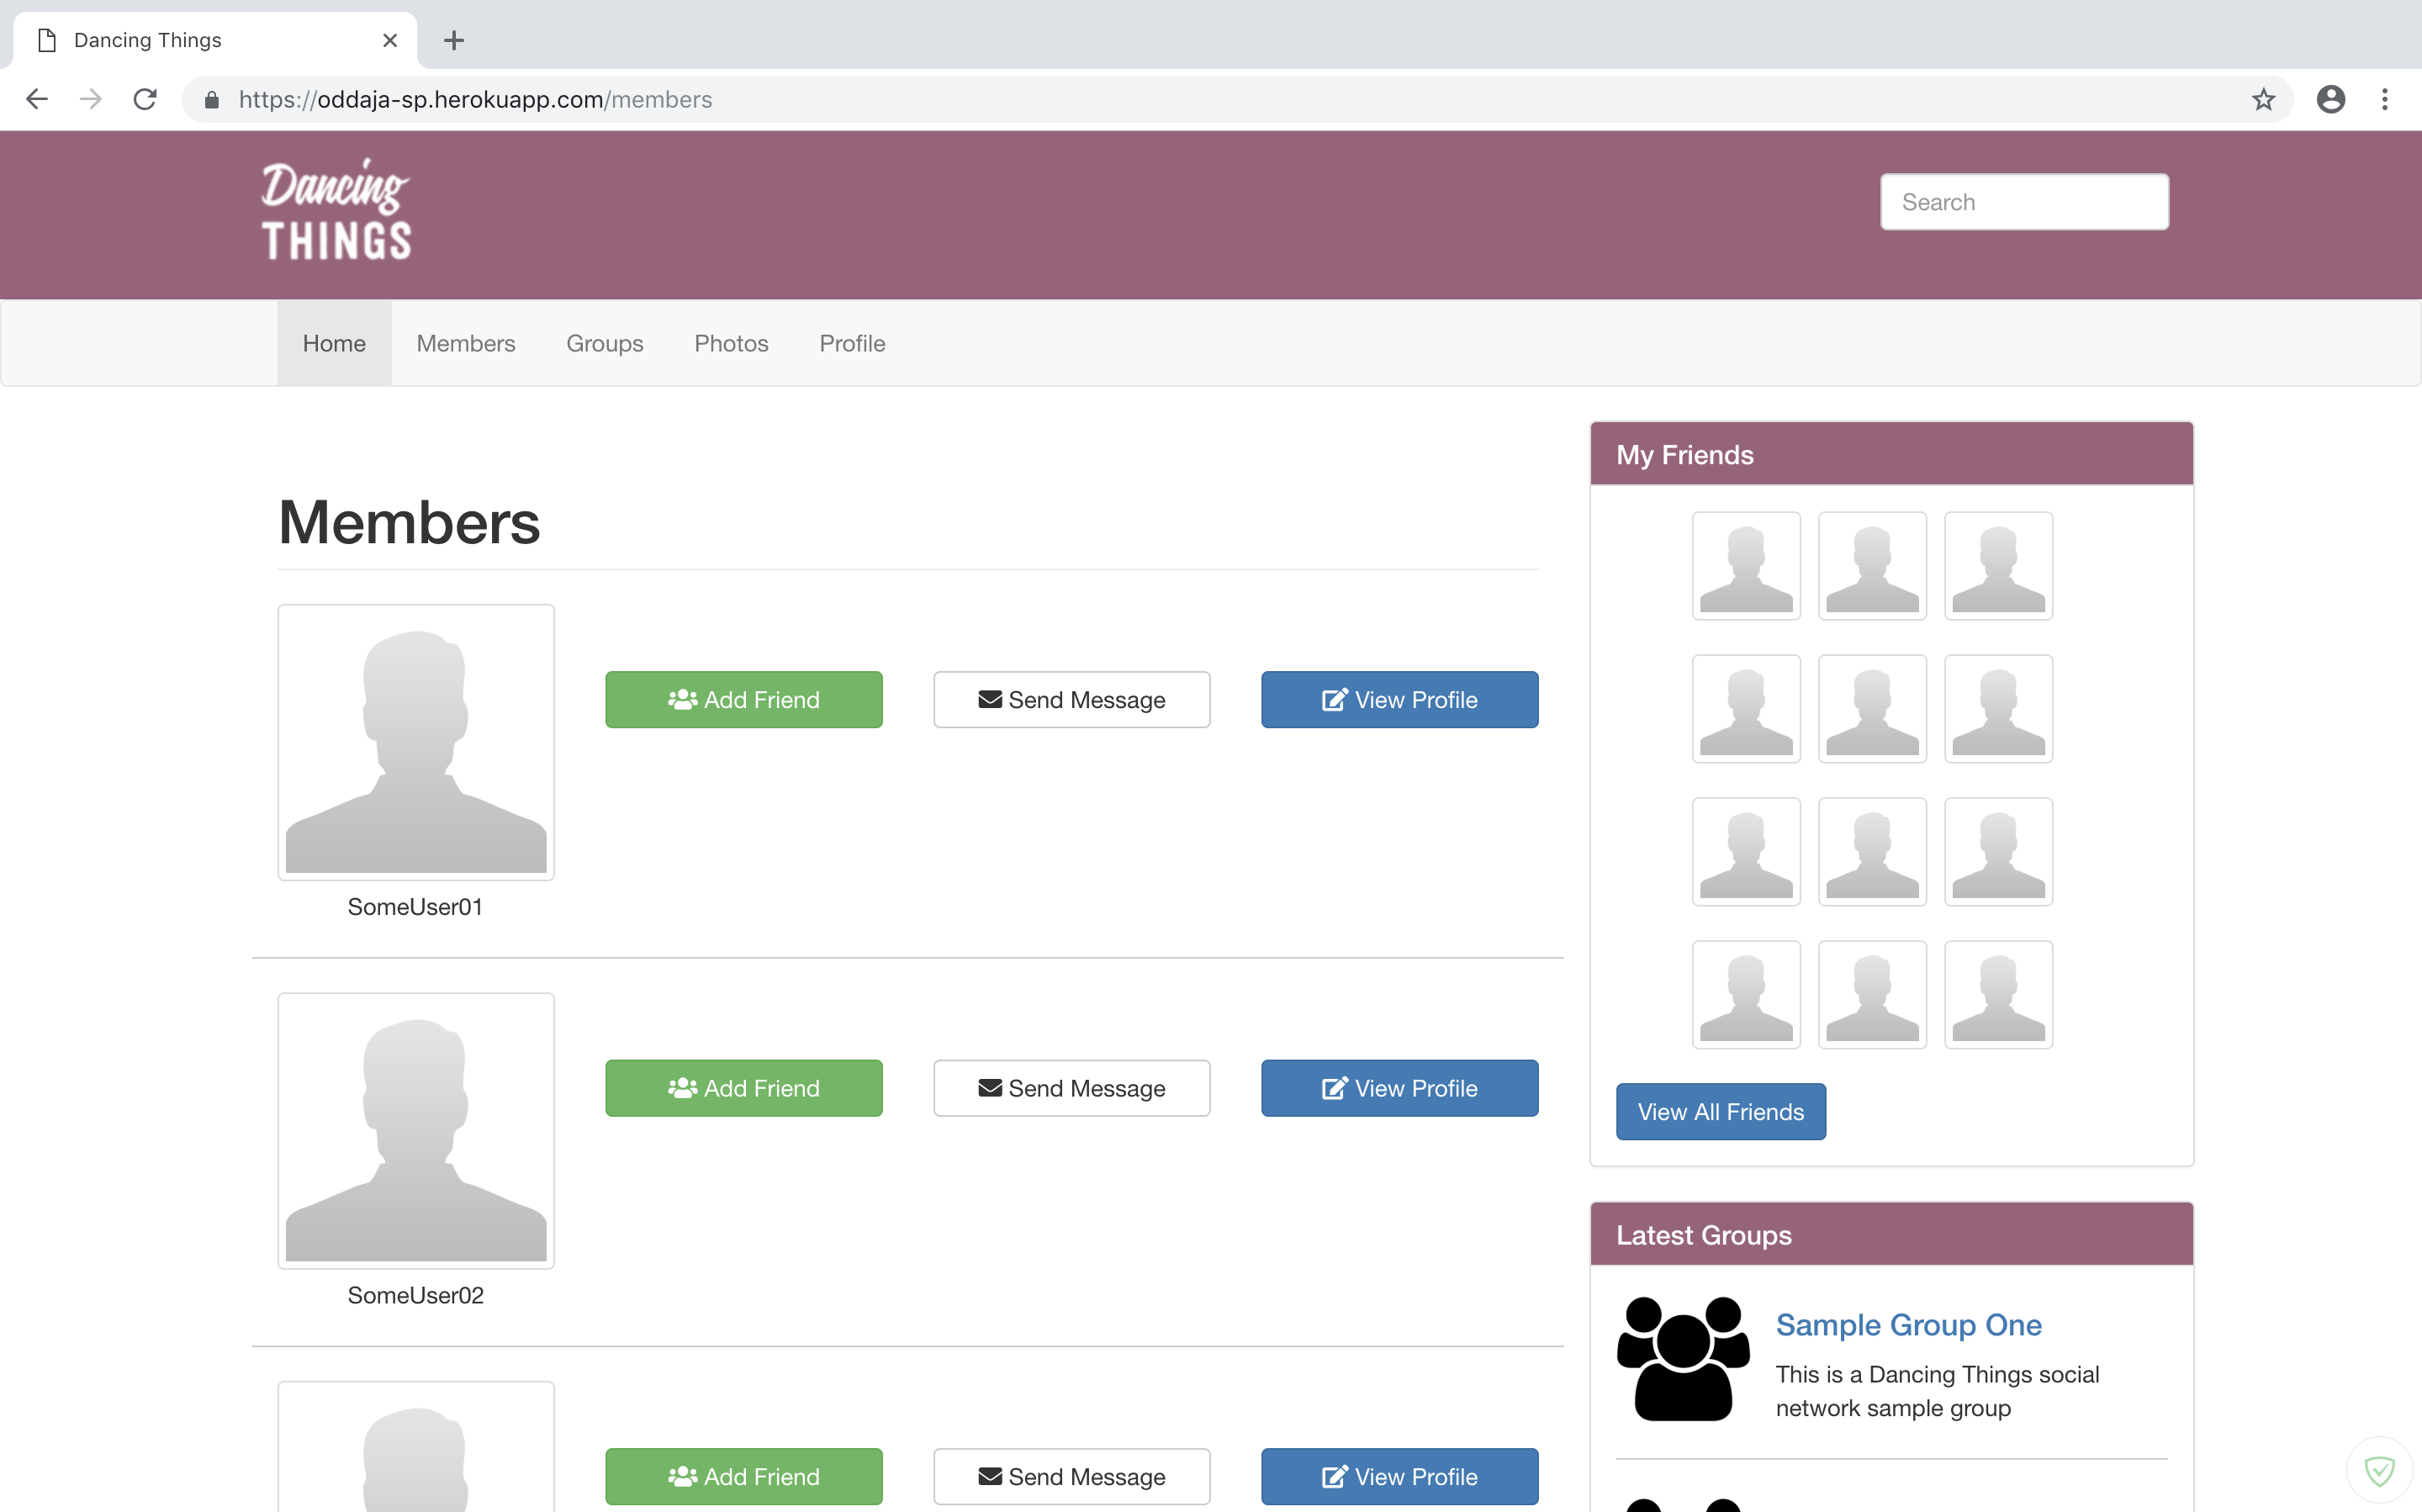 Dancing Things
https://oddaja-sp.herokuapp.com/members
Dancing
THINGS
Search
Home Members Groups Photos Profile
Members
Add Friend Send Message View Profile
SomeUser01
Add Friend Send Message View Profile
SomeUser02
Add Friend Send Message View Profile
My Friends
View All Friends
Latest Groups
Sample Group One
This is a Dancing Things social
network sample group